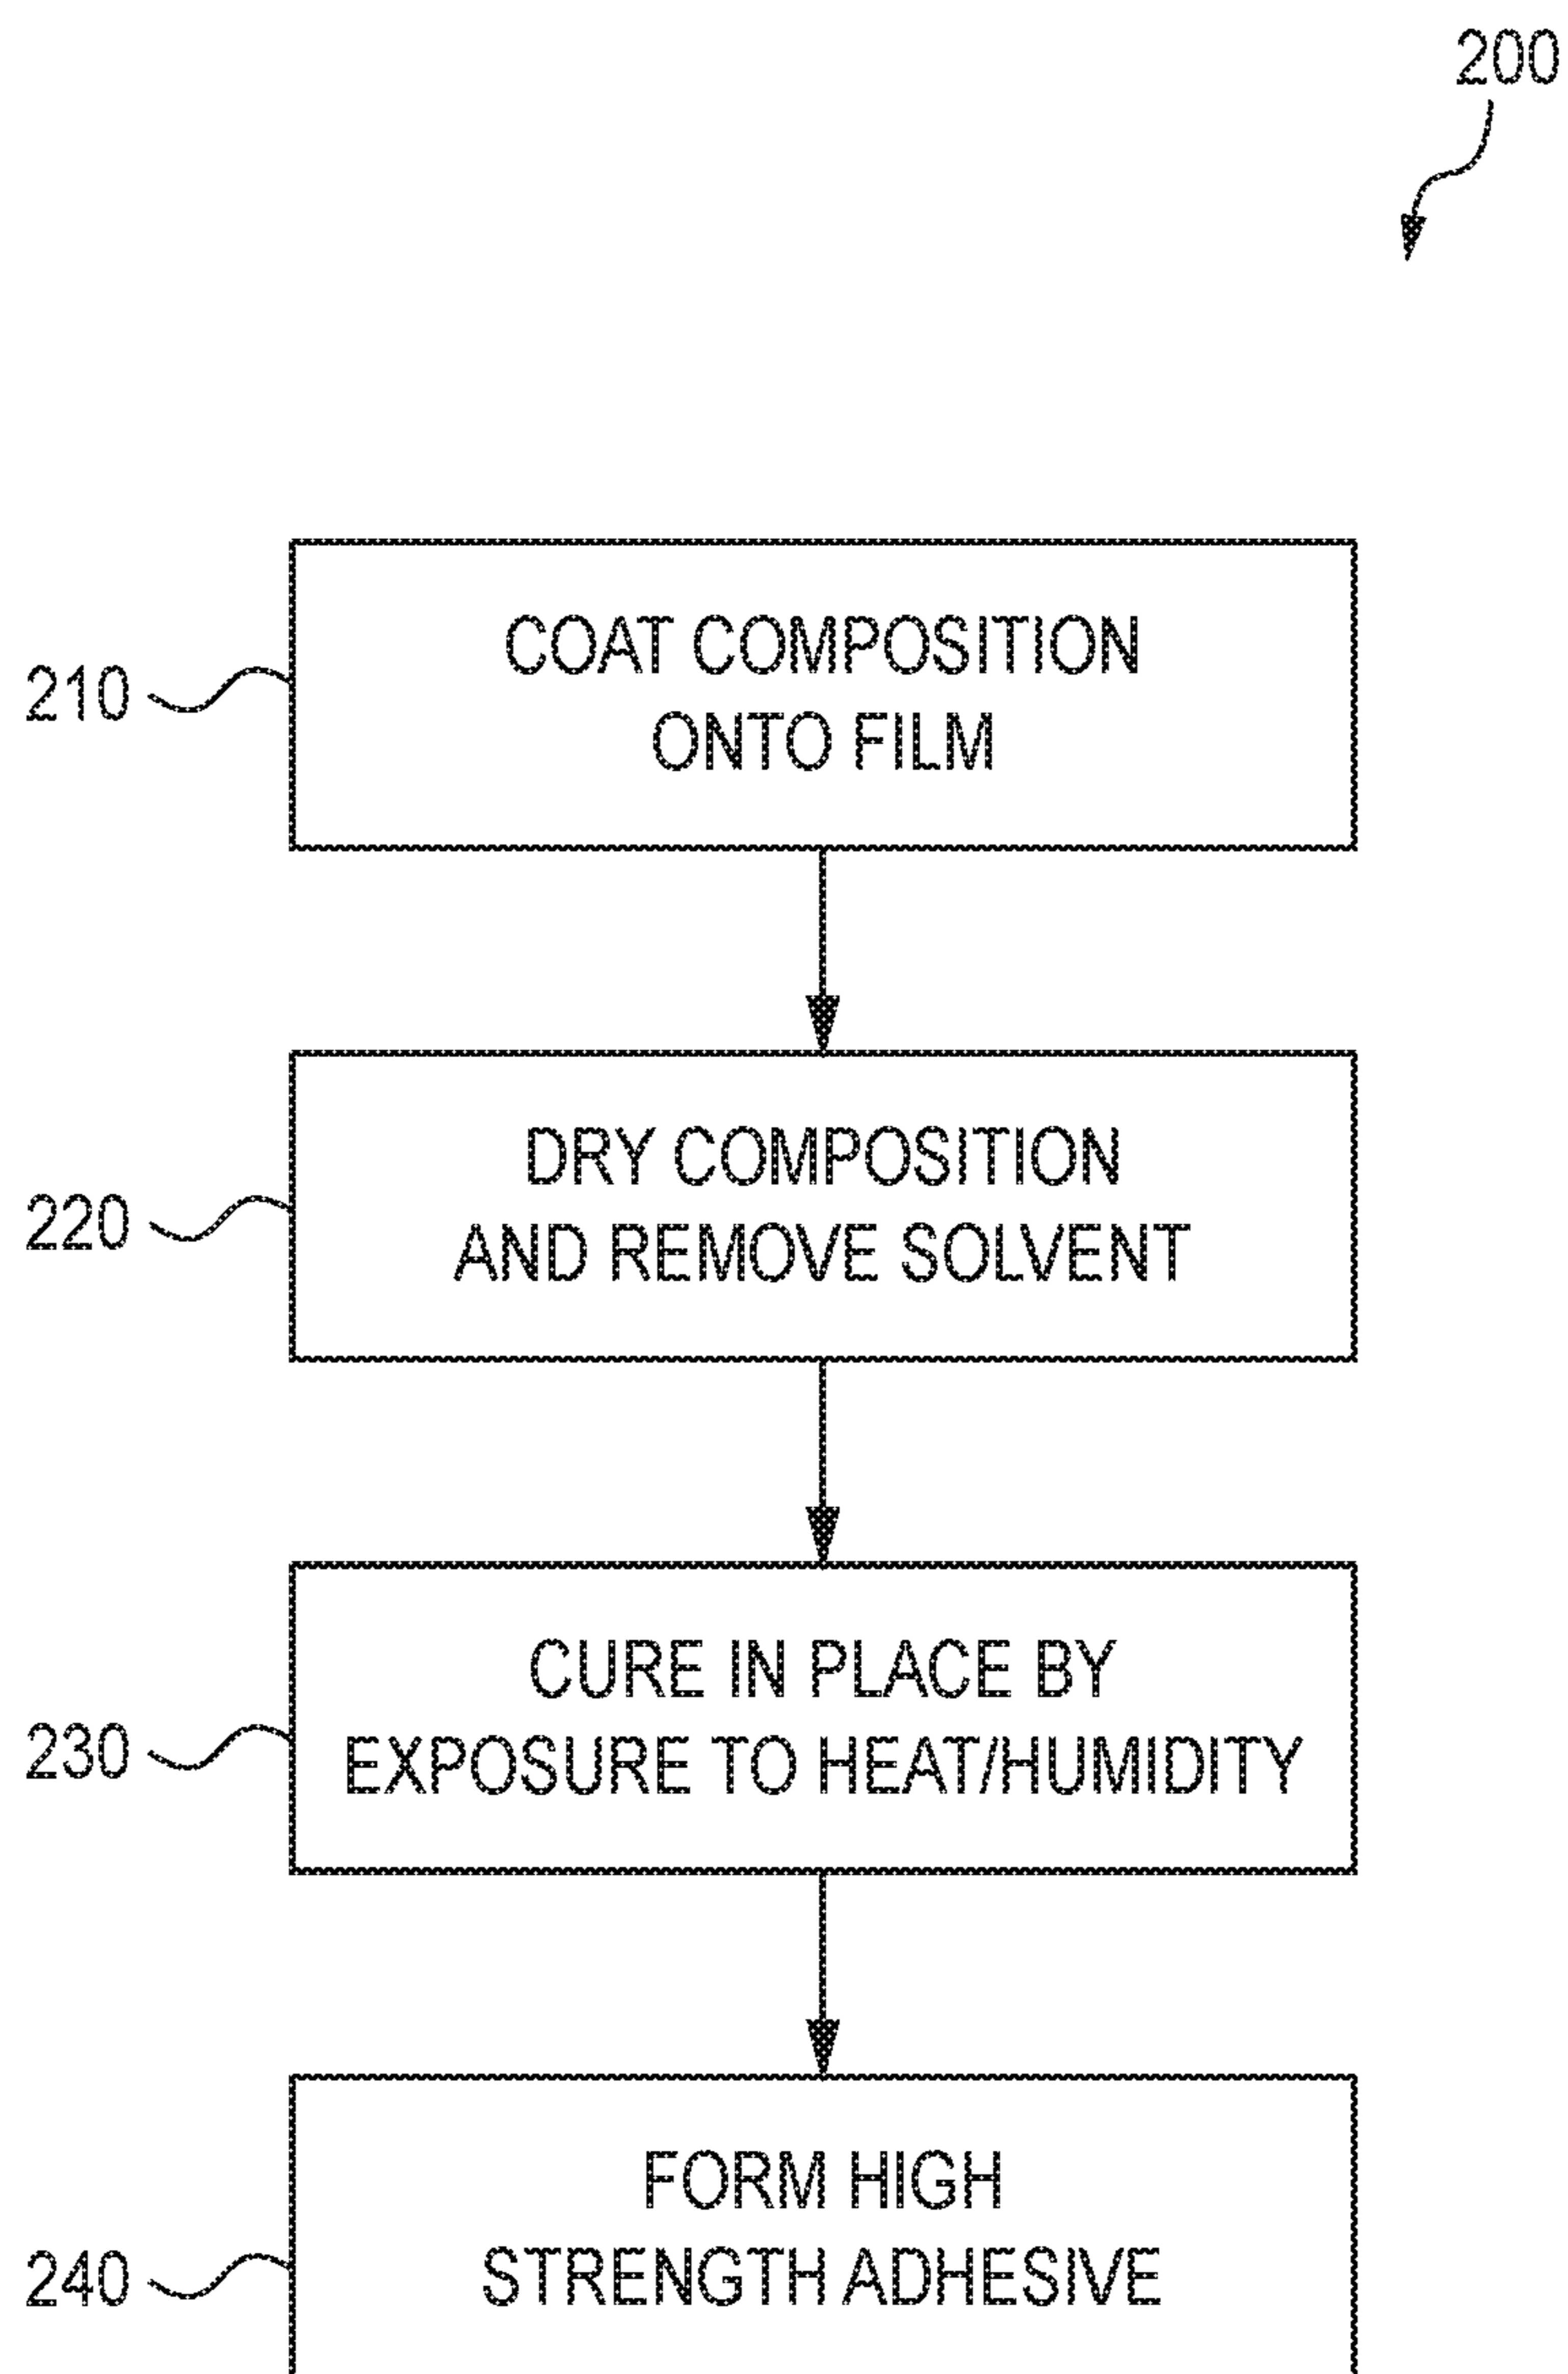 200
210
COAT COMPOSITION
ONTO FILM
220
DRY COMPOSITION
AND REMOVE SOLVENT
230
CURE IN PLACE BY
EXPOSURE TO HEAT/HUMIDITY
240
FORM HIGH
STRENGTH ADHESIVE